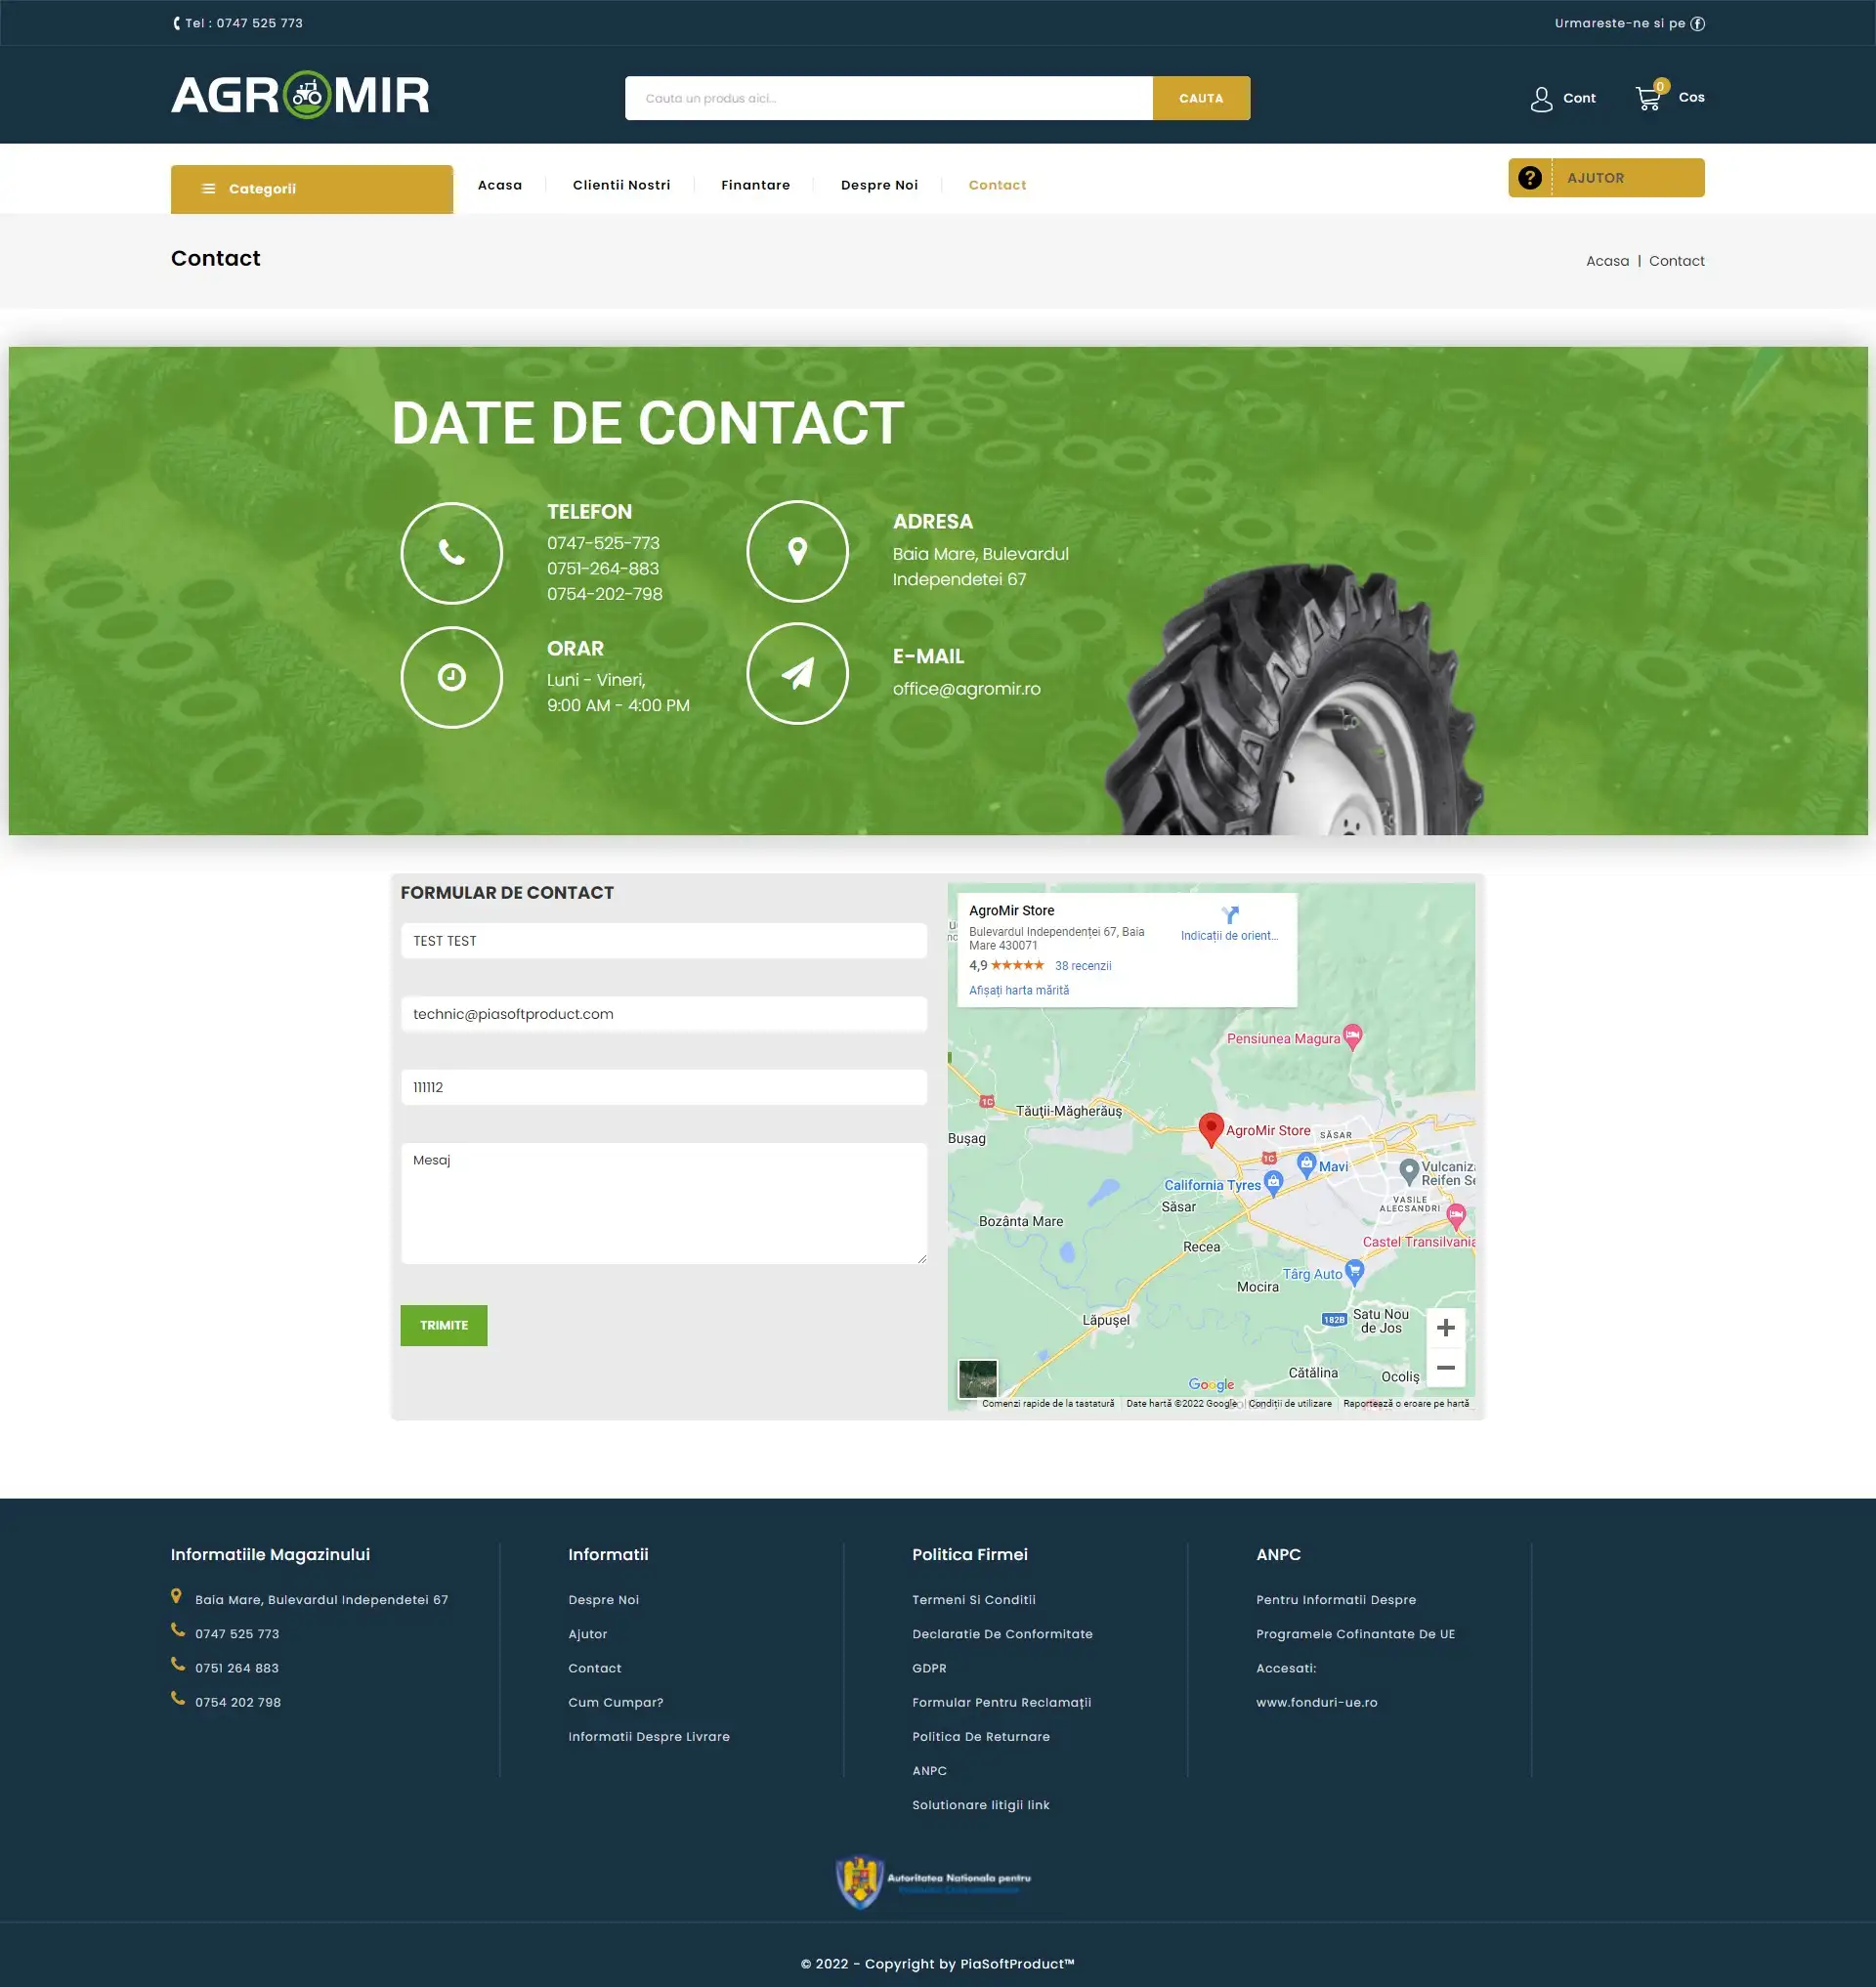 Tel : 0747 525 773
Urmareste-ne si pe
AGROMIR
Cauta un produs aici...
CAUTA
Cont
0
Cos
Categorii
Acasa
Clientii Nostri
Finantare
Despre Noi
Contact
?
AJUTOR
Contact
Acasa | Contact
DATE DE CONTACT
TELEFON
0747-525-773
0751-264-883
0754-202-798
ADRESA
Baia Mare, Bulevardul
Independetei 67
ORAR
Luni - Vineri,
9:00 AM - 4:00 PM
E-MAIL
office@agromir.ro
FORMULAR DE CONTACT
TEST TEST
technic@piasoftproduct.com
111112
Mesaj
TRIMITE
AgroMir Store
Bulevardul Independenței 67, Baia
Mare 430071
4,9 ★★★★★ 38 recenzii
Afișați harta mărită
Indicații de orient...
Pensiunea Magura
1C
Tăuții-Măgherăuș
Bușag
AgroMir Store
SĂSAR
1C
Mavi
Vulcaniz
Reifen Se
California Tyres
VASILE
ALECSANDRI
Săsar
Bozânta Mare
Castel Transilvania
Recea
Târg Auto
Mocira
Lăpușel
182B
Satu Nou
de Jos
+
Cătălina
Ocoliș
−
Google
Comenzi rapide de la tastatură
Date hartă ©2022 Google
Condiții de utilizare
Raportează o eroare pe hartă
Informatiile Magazinului
Baia Mare, Bulevardul Independetei 67
0747 525 773
0751 264 883
0754 202 798
Informatii
Despre Noi
Ajutor
Contact
Cum Cumpar?
Informatii Despre Livrare
Politica Firmei
Termeni Si Conditii
Declaratie De Conformitate
GDPR
Formular Pentru Reclamații
Politica De Returnare
ANPC
Solutionare litigii link
ANPC
Pentru Informatii Despre
Programele Cofinantate De UE
Accesati:
www.fonduri-ue.ro
Autoritatea Nationala pentru
© 2022 - Copyright by PiaSoftProduct™